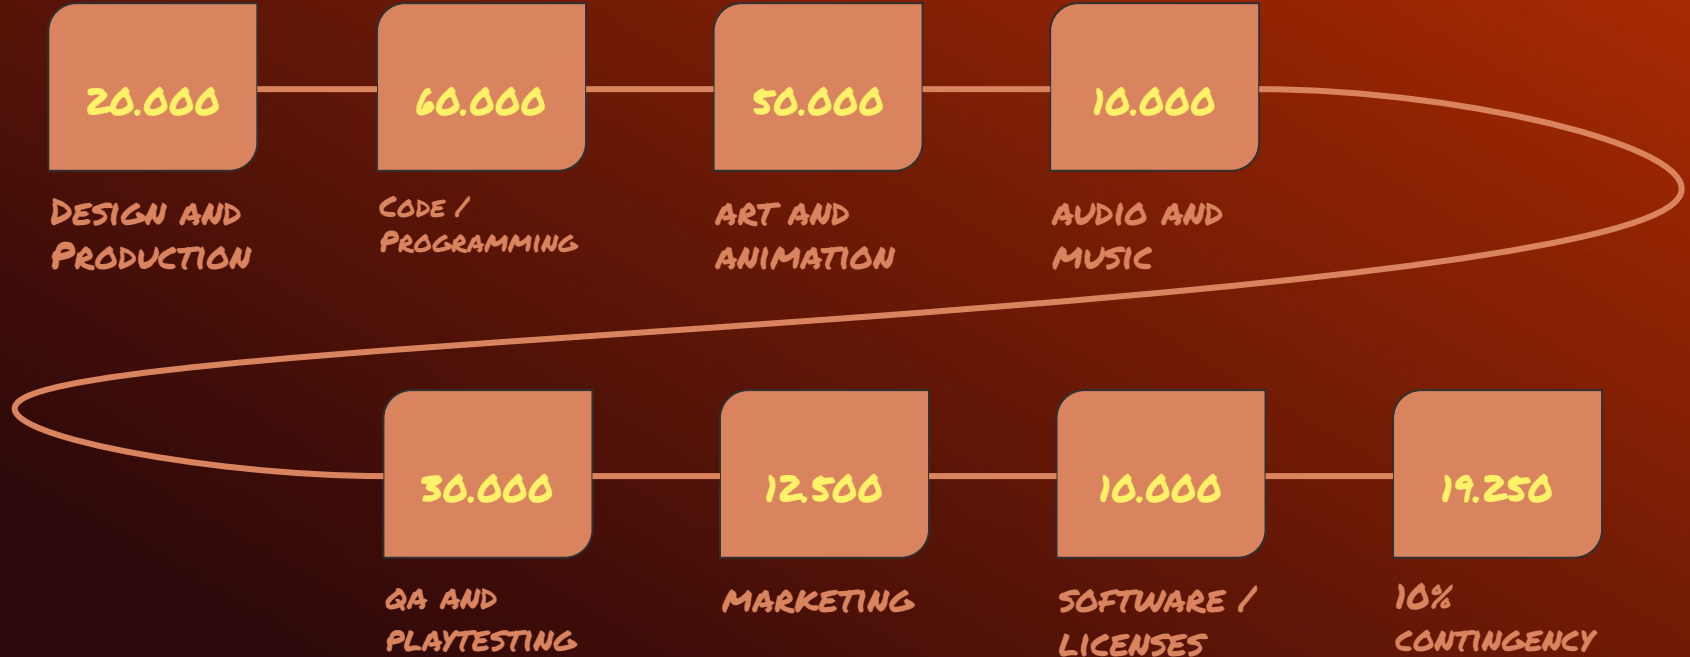 20.000
60.000
50.000
10.000
Design and
Production
Code /
Programming
art and
animation
audio and
music
30.000
12.500
10.000
19.250
QA and
playtesting
marketing
software /
licenses
10%
contingency